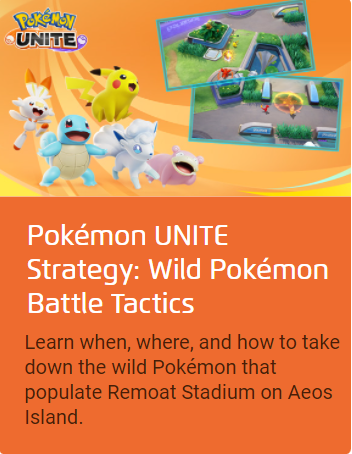 Pokémon
UNITE
Pokémon UNITE
Strategy: Wild Pokémon
Battle Tactics
Learn when, where, and how to take
down the wild Pokémon that
populate Remoat Stadium on Aeos
Island.